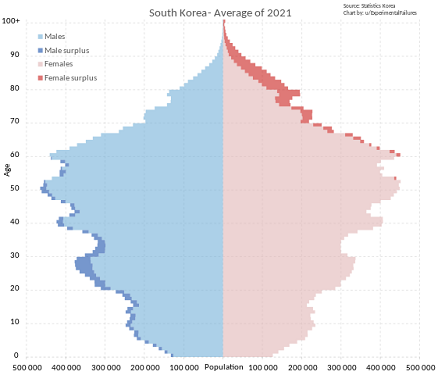 South Korea- Average of 2021
Source: Statistics Korea
Chart by: u/ExperimentalFailures
100+
90
80
70
60
50
40
30
20
10
0
Age
Males
Male surplus
Females
Female surplus
500 000
400 000
300 000
200 000
100 000
Population
100 000
200 000
300 000
400 000
500 000